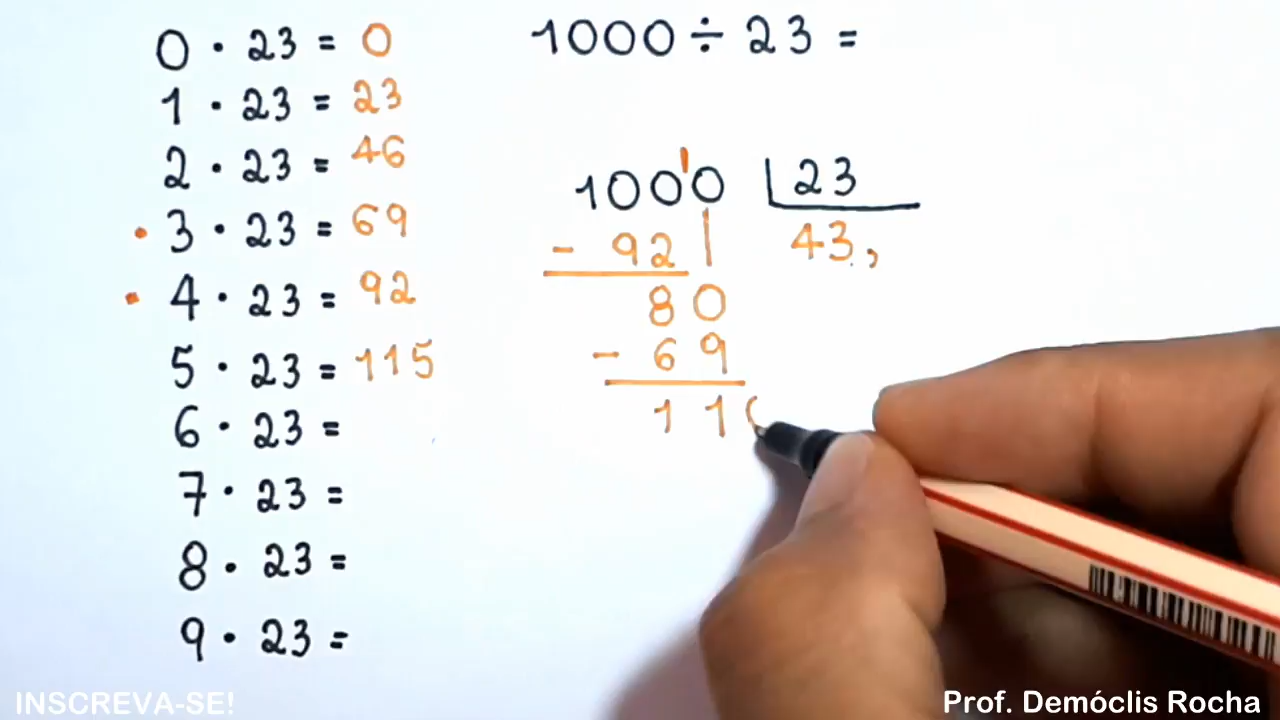 0 · 23 = 0
1 · 23 = 23
2 · 23 = 46
· 3 · 23 = 69
· 4 · 23 = 92
5 · 23 = 115
6 · 23 =
7 · 23 =
8 · 23 =
9 · 23 =
1000 ÷ 23 =
1000 23
- 92 43,
80
- 69
11
INSCREVA-SE!
Prof. Demóclis Rocha